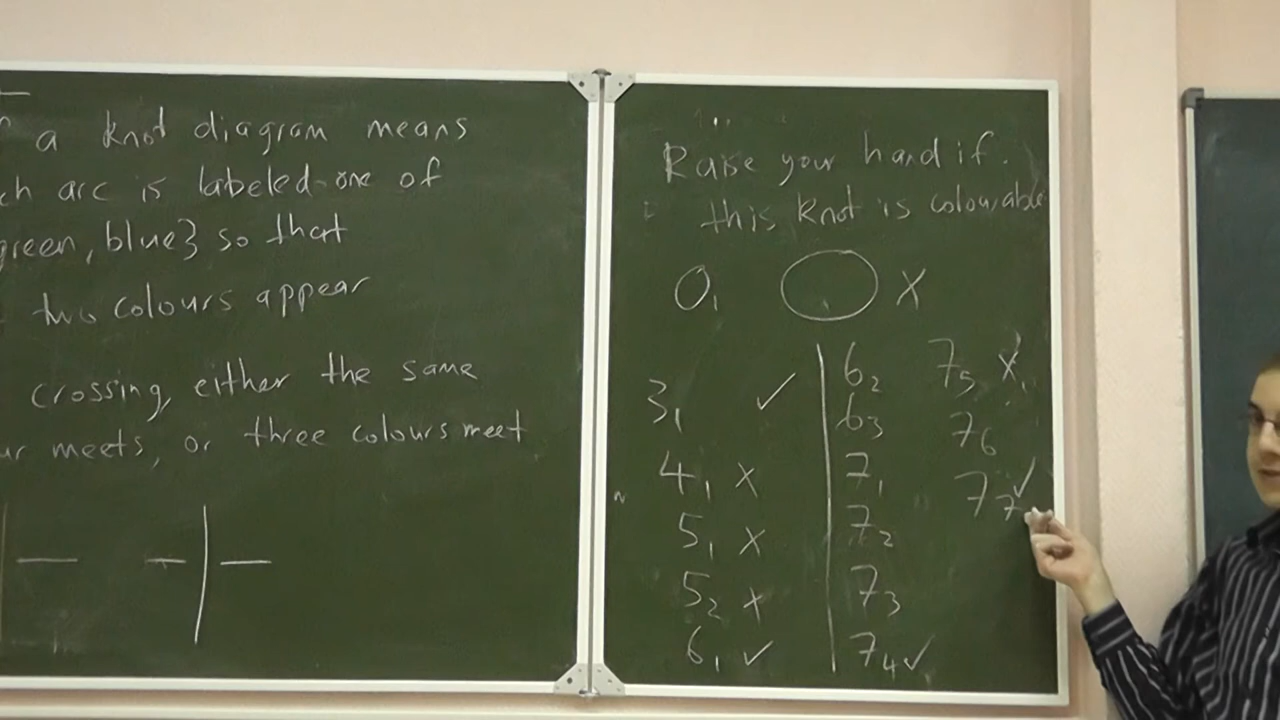 a knot diagram means
ch arc is labeled one of
green, blue} so that
two colours appear
crossing, either the same
ur meets, or three colours meet
Raise your hand if
this knot is colourable
0₁ X
3₁ ✓
4₁ X
5₁ X
5₂ X
6₁ ✓
6₂
6₃
7₁
7₂
7₃
7₄ ✓
7₅ X
7₆
7₇ ✓